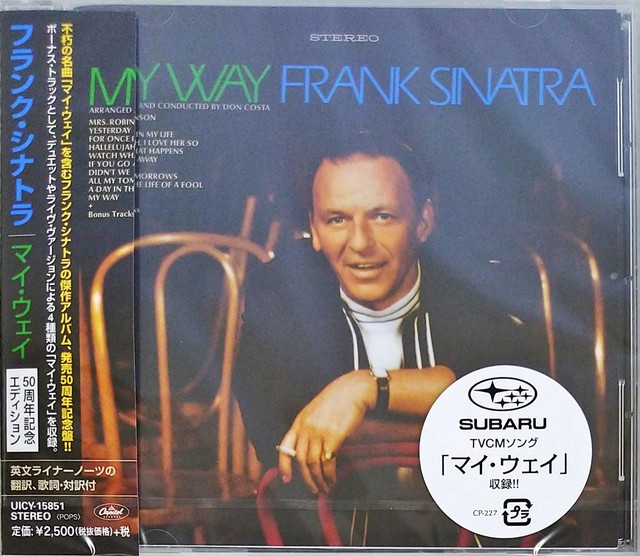 フランク・シナトラ
マイ・ウェイ
50周年記念
エディション
不朽の名曲「マイ・ウェイ」を含むフランク・シナトラの傑作アルバム、発売50周年記念盤!!
ボーナス・トラックとして、デュエットやライヴ・ヴァージョンによる4種類の「マイ・ウェイ」を収録。
英文ライナーノーツの
翻訳、歌詞・対訳付
UICY-15851
STEREO 〈POPS〉
Capitol
RECORDS
定価:¥2,500(税抜価格)+税
STEREO
MY WAY FRANK SINATRA
ARRANGED AND CONDUCTED BY DON COSTA
MRS. ROBINSON
YESTERDAY
FOR ONCE IN MY LIFE
HALLELUJAH, I LOVE HER SO
WATCH WHAT HAPPENS
IF YOU GO AWAY
DIDN'T WE
ALL MY TOMORROWS
A DAY IN THE LIFE OF A FOOL
MY WAY
+
Bonus Tracks
SUBARU
TVCMソング
「マイ・ウェイ」
収録!!
CP-227
プラ